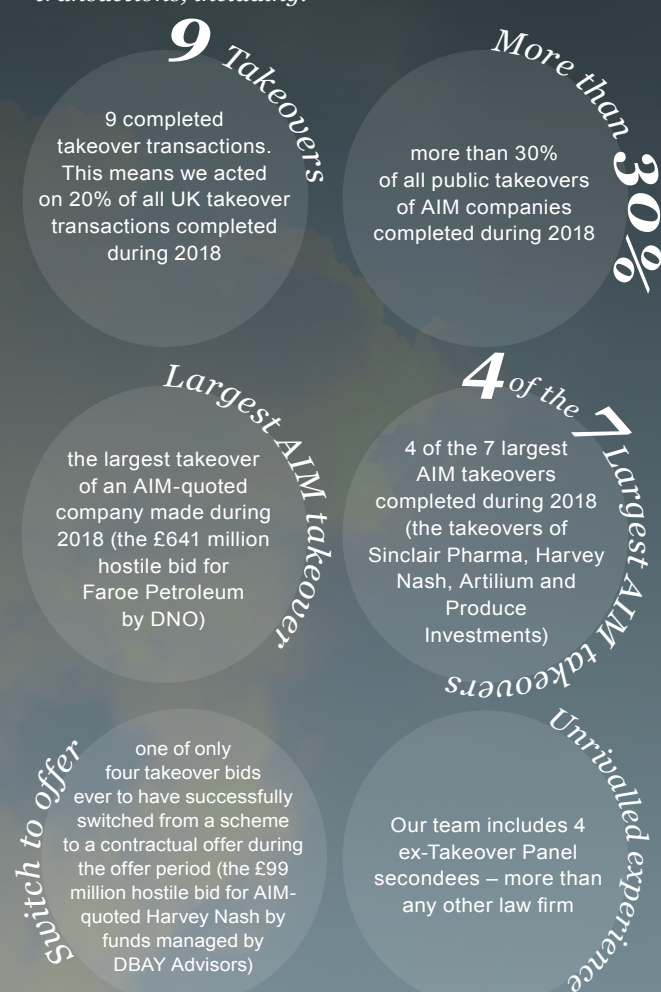 transactions, including:
9 Takeovers
9 completed
takeover transactions.
This means we acted
on 20% of all UK takeover
transactions completed
during 2018
More than 30%
more than 30%
of all public takeovers
of AIM companies
completed during 2018
Largest AIM takeover
the largest takeover
of an AIM-quoted
company made during
2018 (the £641 million
hostile bid for
Faroe Petroleum
by DNO)
4 of the 7 Largest AIM takeovers
4 of the 7 largest
AIM takeovers
completed during 2018
(the takeovers of
Sinclair Pharma, Harvey
Nash, Artilium and
Produce
Investments)
Switch to offer
one of only
four takeover bids
ever to have successfully
switched from a scheme
to a contractual offer during
the offer period (the £99
million hostile bid for AIM-
quoted Harvey Nash by
funds managed by
DBAY Advisors)
Unrivalled experience
Our team includes 4
ex-Takeover Panel
secondees – more than
any other law firm